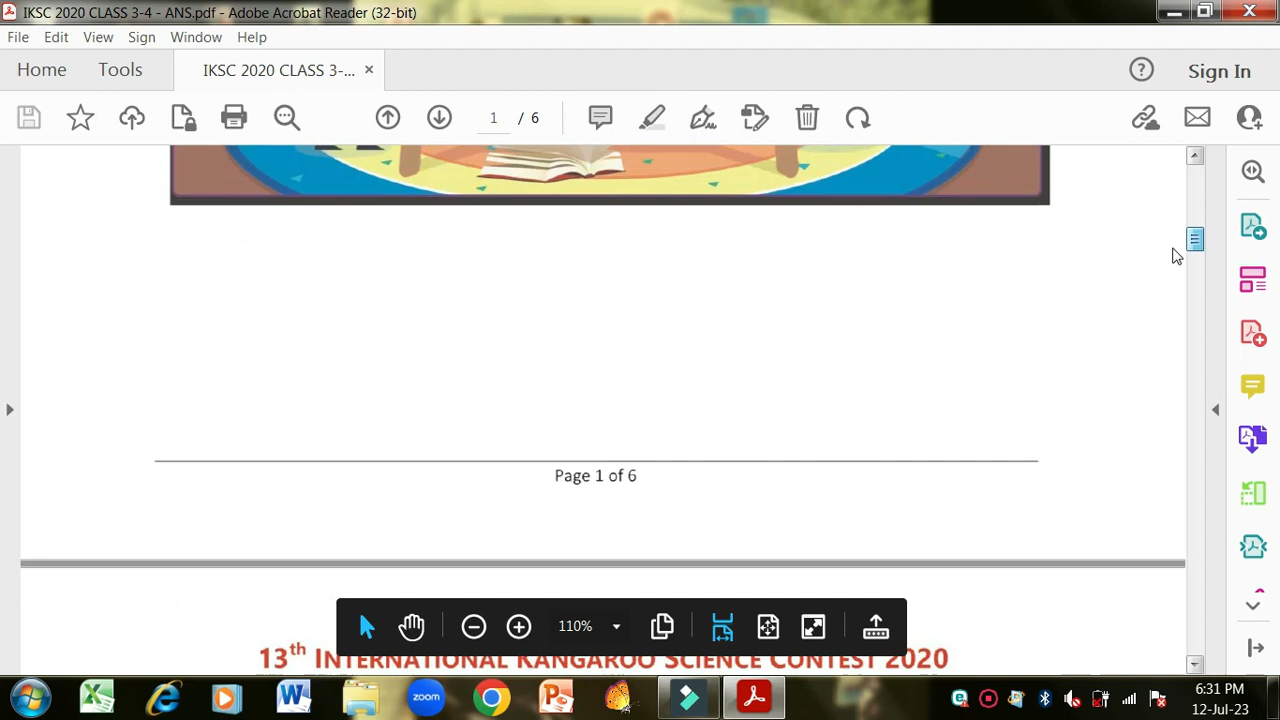 IKSC 2020 CLASS 3-4 - ANS.pdf - Adobe Acrobat Reader (32-bit)
File Edit View Sign Window Help
Home Tools IKSC 2020 CLASS 3-... Sign In
1 / 6
Page 1 of 6
110%
13th INTERNATIONAL KANGAROO SCIENCE CONTEST 2020
zoom
6:31 PM
12-Jul-23